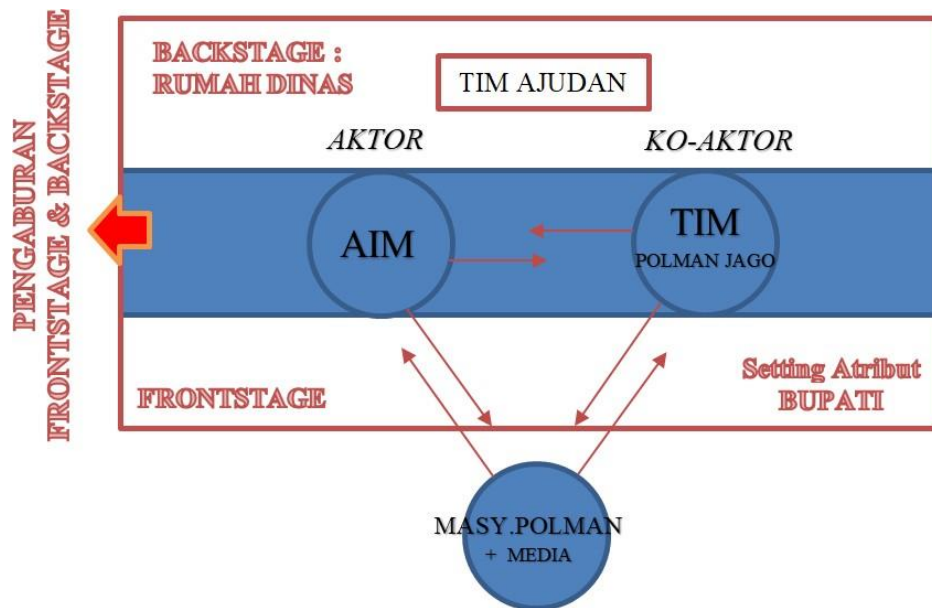 BACKSTAGE :
RUMAH DINAS
TIM AJUDAN
AKTOR
KO-AKTOR
PENGABURAN
FRONTSTAGE & BACKSTAGE
AIM
TIM
POLMAN JAGO
FRONTSTAGE
Setting Atribut
BUPATI
MASY.POLMAN
+ MEDIA